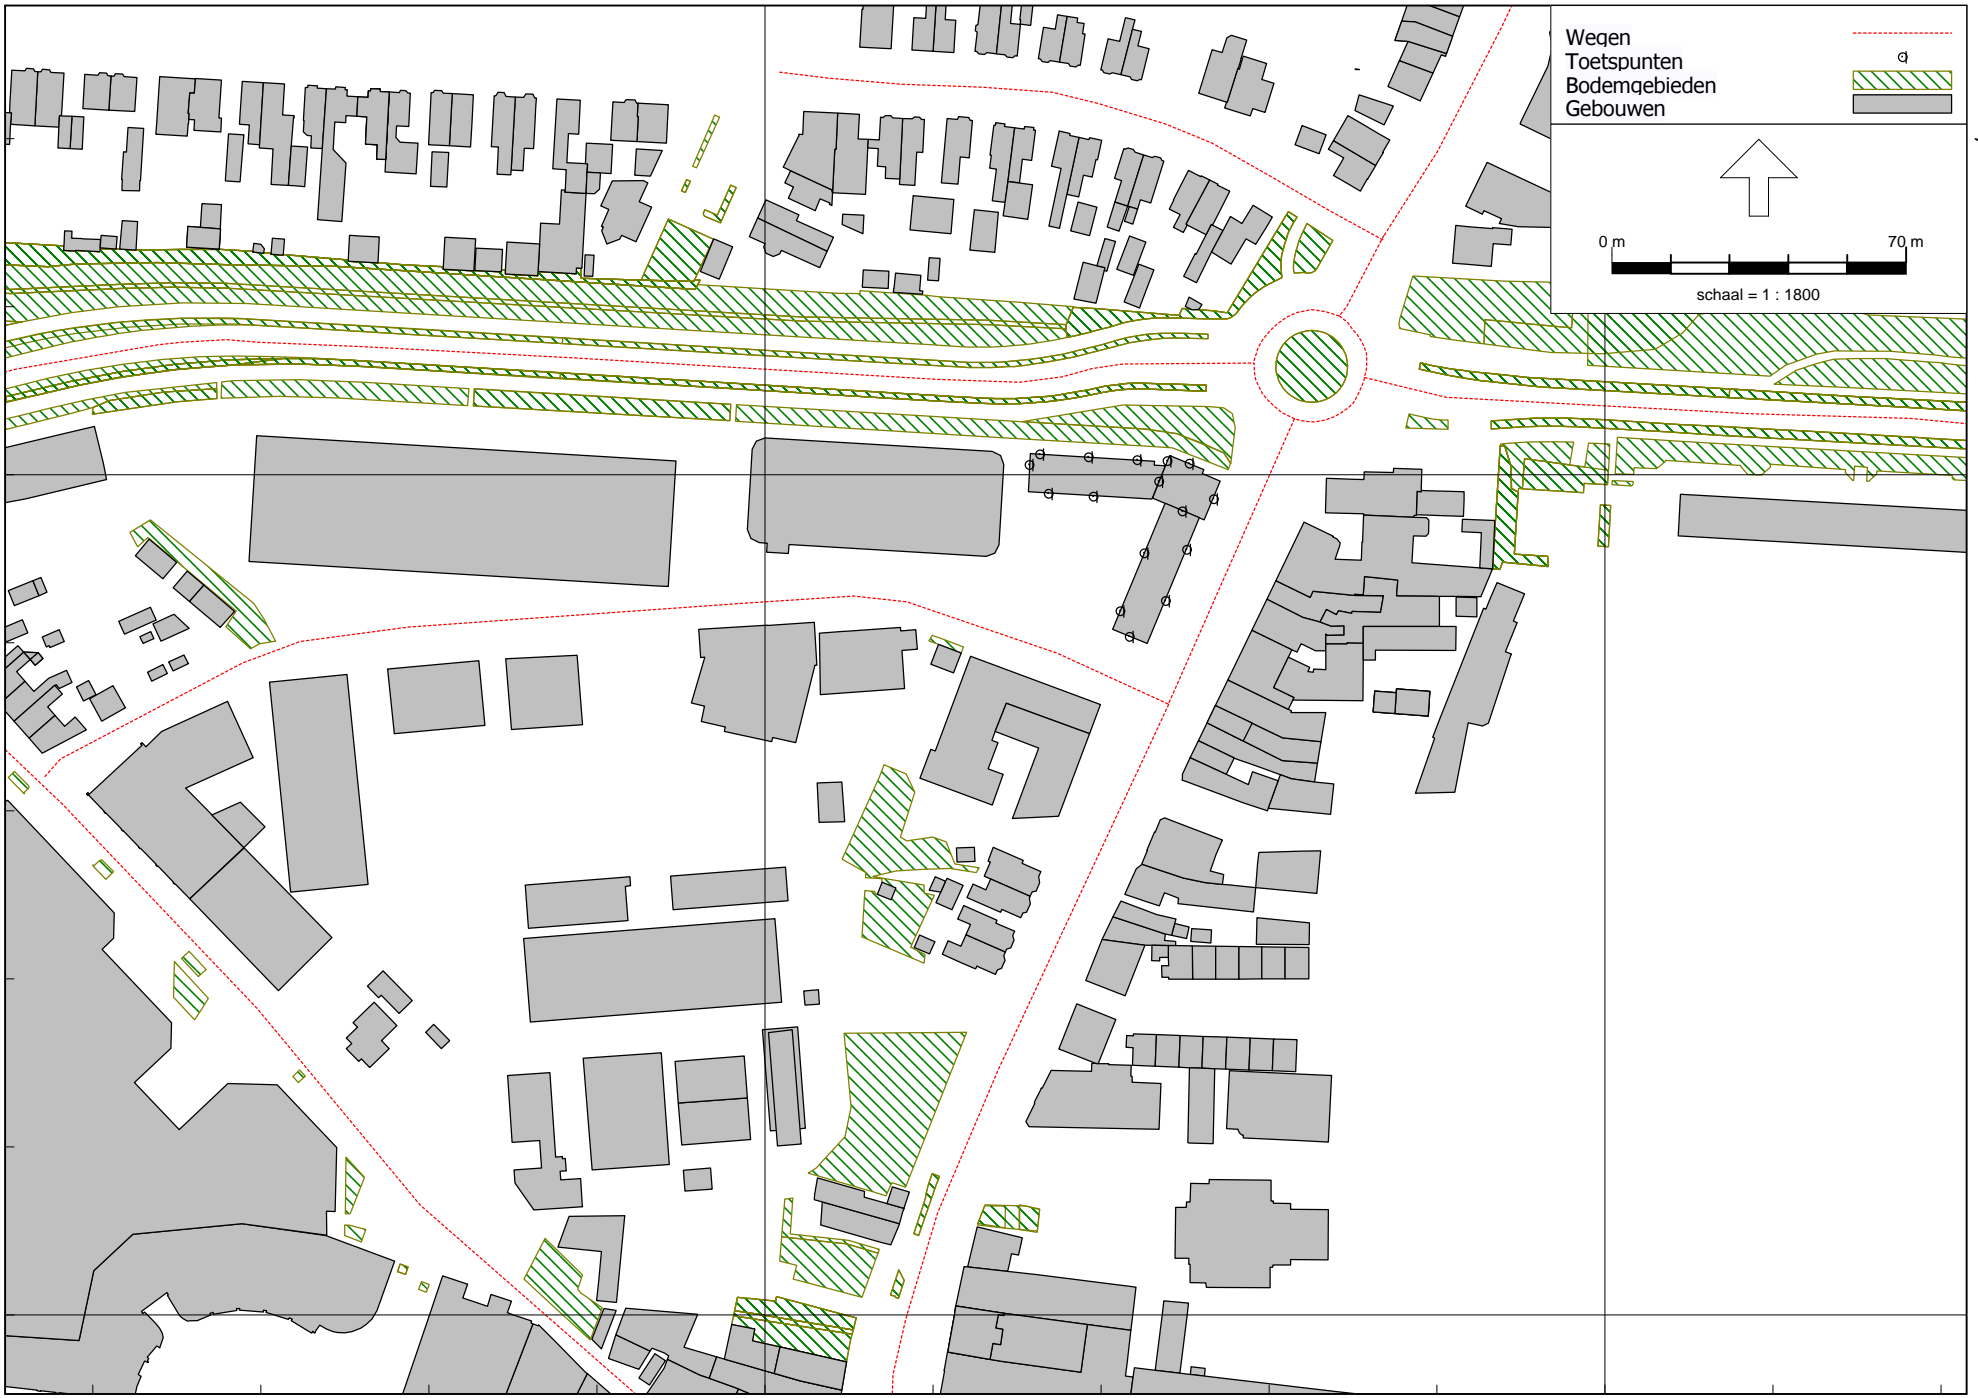 Wegen
Toetspunten
Bodemgebieden
Gebouwen
0 m 70 m
schaal = 1 : 1800